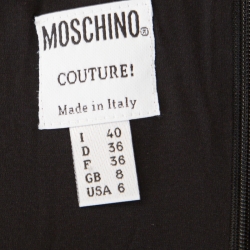 MOSCHINO®
COUTURE!
Made in Italy
I 40
D 36
F 36
GB 8
USA 6